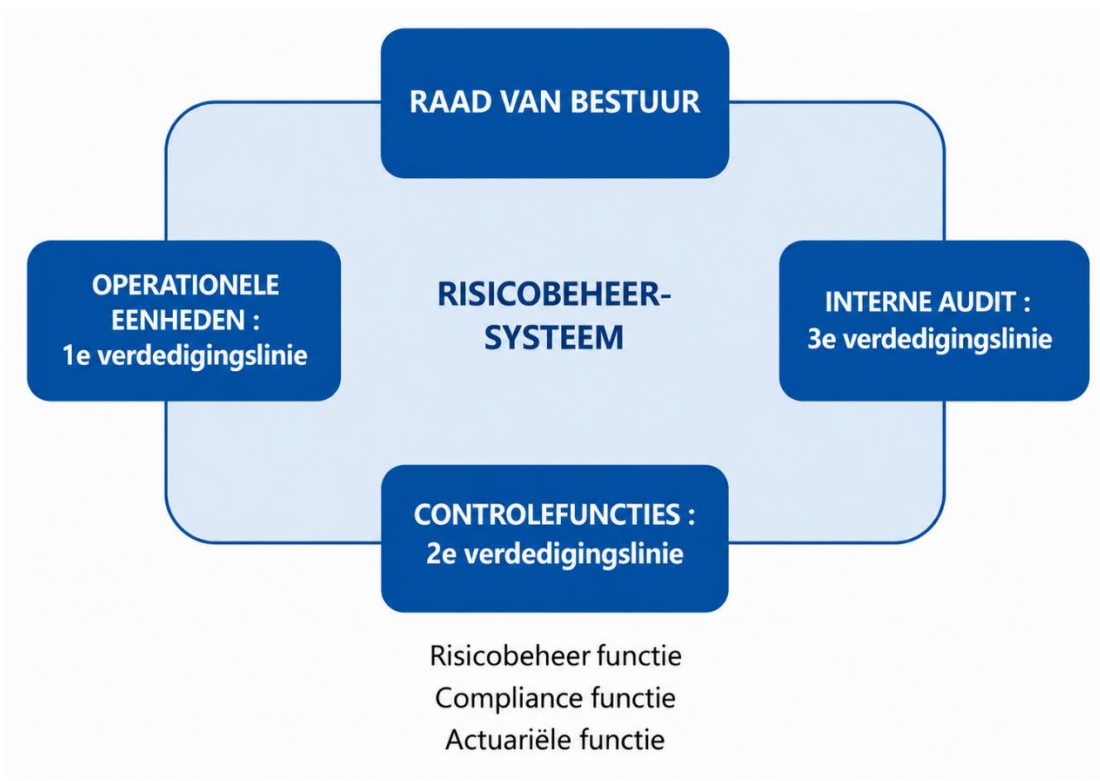 RAAD VAN BESTUUR
OPERATIONELE
EENHEDEN :
1e verdedigingslinie
RISICOBEHEER-
SYSTEEM
INTERNE AUDIT :
3e verdedigingslinie
CONTROLEFUNCTIES :
2e verdedigingslinie
Risicobeheer functie
Compliance functie
Actuariële functie